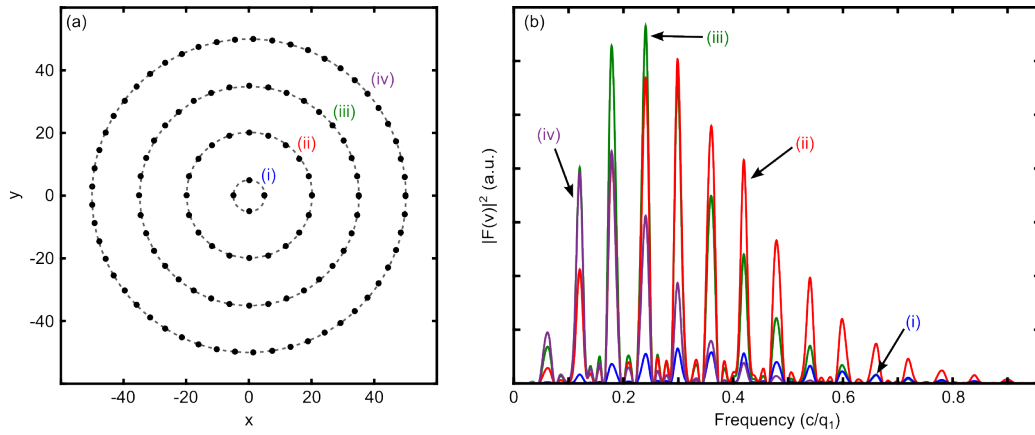 (a)
(iv)
(iii)
(ii)
(i)
40
20
0
-20
-40
y
-40
-20
0
20
40
x
(b)
(iii)
(iv)
(ii)
(i)
|F(ν)|² (a.u.)
0
0.2
0.4
0.6
0.8
Frequency (c/q₁)